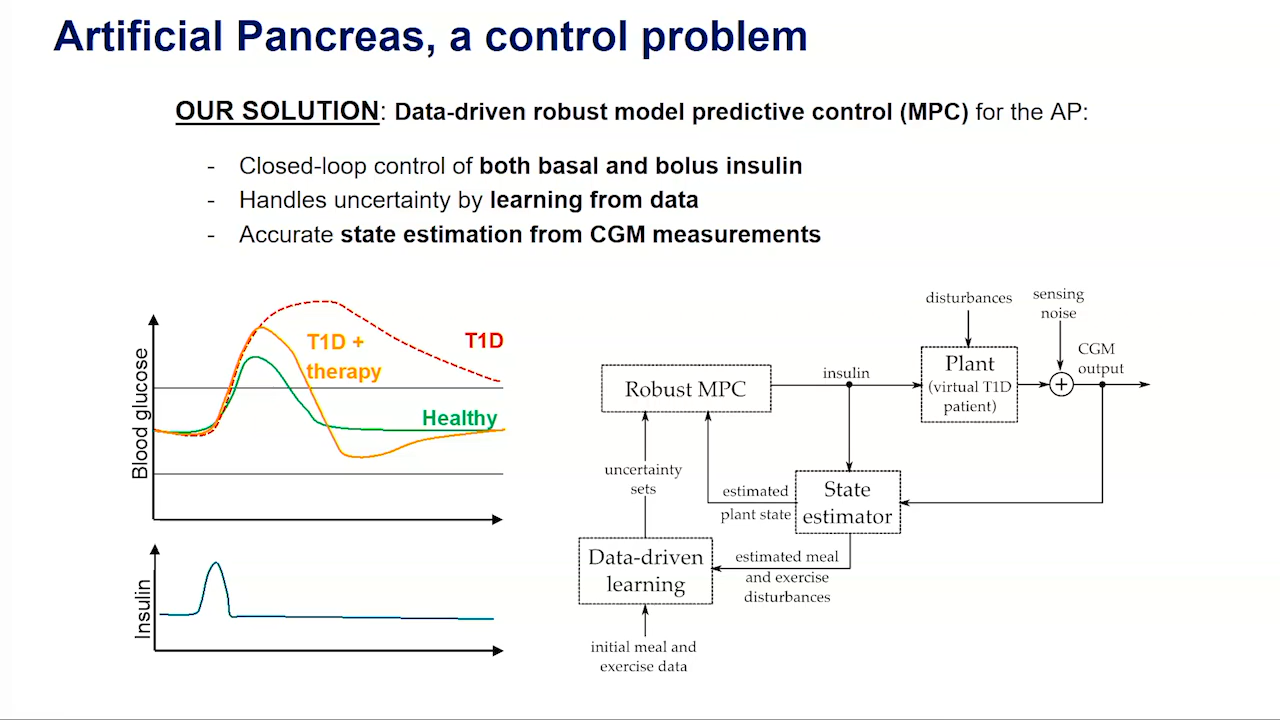 Artificial Pancreas, a control problem
OUR SOLUTION: Data-driven robust model predictive control (MPC) for the AP:
- Closed-loop control of both basal and bolus insulin
- Handles uncertainty by learning from data
- Accurate state estimation from CGM measurements
Blood glucose
T1D +
therapy
T1D
Healthy
Insulin
disturbances
sensing
noise
CGM
output
Plant
(virtual T1D
patient)
+
insulin
Robust MPC
uncertainty
sets
estimated
plant state
State
estimator
Data-driven
learning
estimated meal
and exercise
disturbances
initial meal and
exercise data